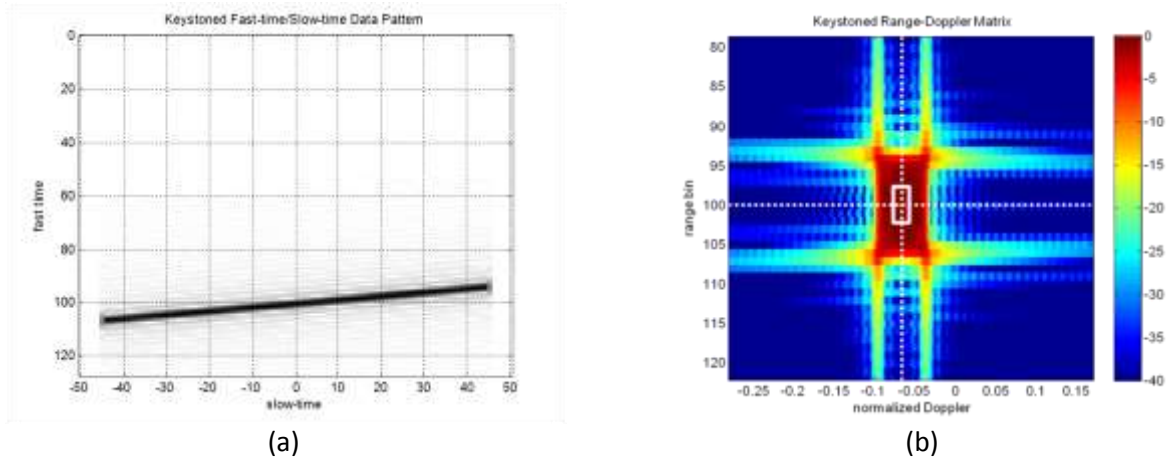 Keystoned Fast-time/Slow-time Data Pattern
0
20
40
60
80
100
120
fast time
-50 -40 -30 -20 -10 0 10 20 30 40 50
slow-time
(a)
Keystoned Range-Doppler Matrix
80
85
90
95
100
105
110
115
120
range bin
-0.25 -0.2 -0.15 -0.1 -0.05 0 0.05 0.1 0.15
normalized Doppler
0
-5
-10
-15
-20
-25
-30
-35
-40
(b)